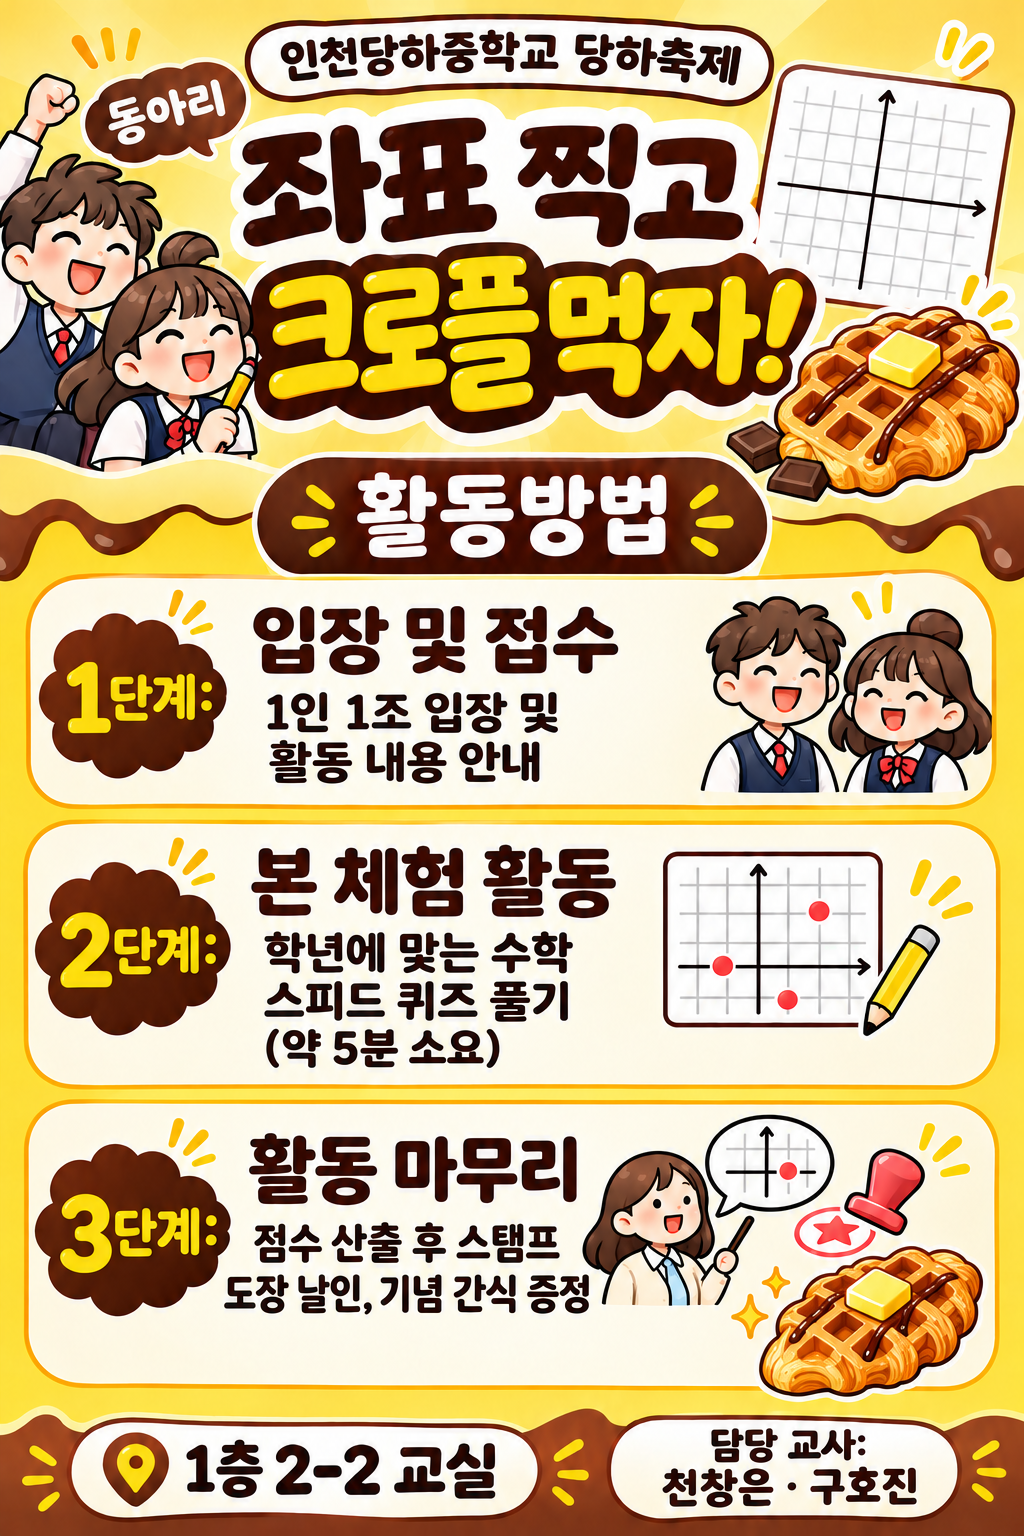 인천당하중학교 당하축제
동아리
좌표 찍고
크로플 먹자!
활동방법
1단계:
입장 및 접수
1인 1조 입장 및
활동 내용 안내
2단계:
본 체험 활동
학년에 맞는 수학
스피드 퀴즈 풀기
(약 5분 소요)
3단계:
활동 마무리
점수 산출 후 스탬프
도장 날인, 기념 간식 증정
1층 2-2 교실
담당 교사:
천창은 · 구호진